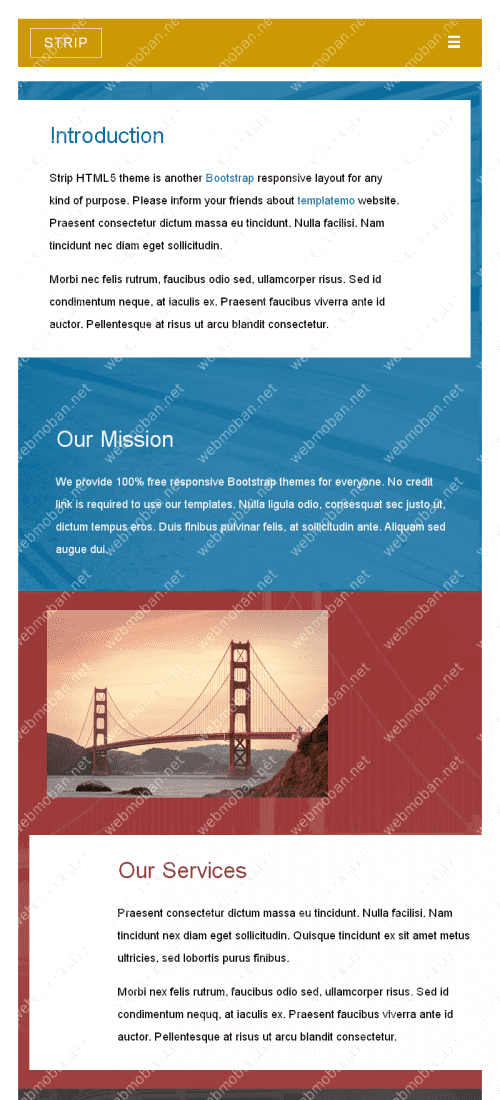 STRIP
Introduction
Strip HTML5 theme is another Bootstrap responsive layout for any
kind of purpose. Please inform your friends about templatemo website.
Praesent consectetur dictum massa eu tincidunt. Nulla facilisi. Nam
tincidunt nec diam eget sollicitudin.
Morbi nec felis rutrum, faucibus odio sed, ullamcorper risus. Sed id
condimentum neque, at iaculis ex. Praesent faucibus viverra ante id
auctor. Pellentesque at risus ut arcu blandit consectetur.
Our Mission
We provide 100% free responsive Bootstrap themes for everyone. No credit
link is required to use our templates. Nulla ligula odio, consesquat sec justo ut,
dictum tempus eros. Duis finibus pulvinar felis, at sollicitudin ante. Aliquam sed
augue dui.
Our Services
Praesent consectetur dictum massa eu tincidunt. Nulla facilisi. Nam
tincidunt nex diam eget sollicitudin. Quisque tincidunt ex sit amet metus
ultricies, sed lobortis purus finibus.
Morbi nex felis rutrum, faucibus odio sed, ullamcorper risus. Sed id
condimentum nequq, at iaculis ex. Praesent faucibus viverra ante id
auctor. Pellentesque at risus ut arcu blandit consectetur.
webmoban.net